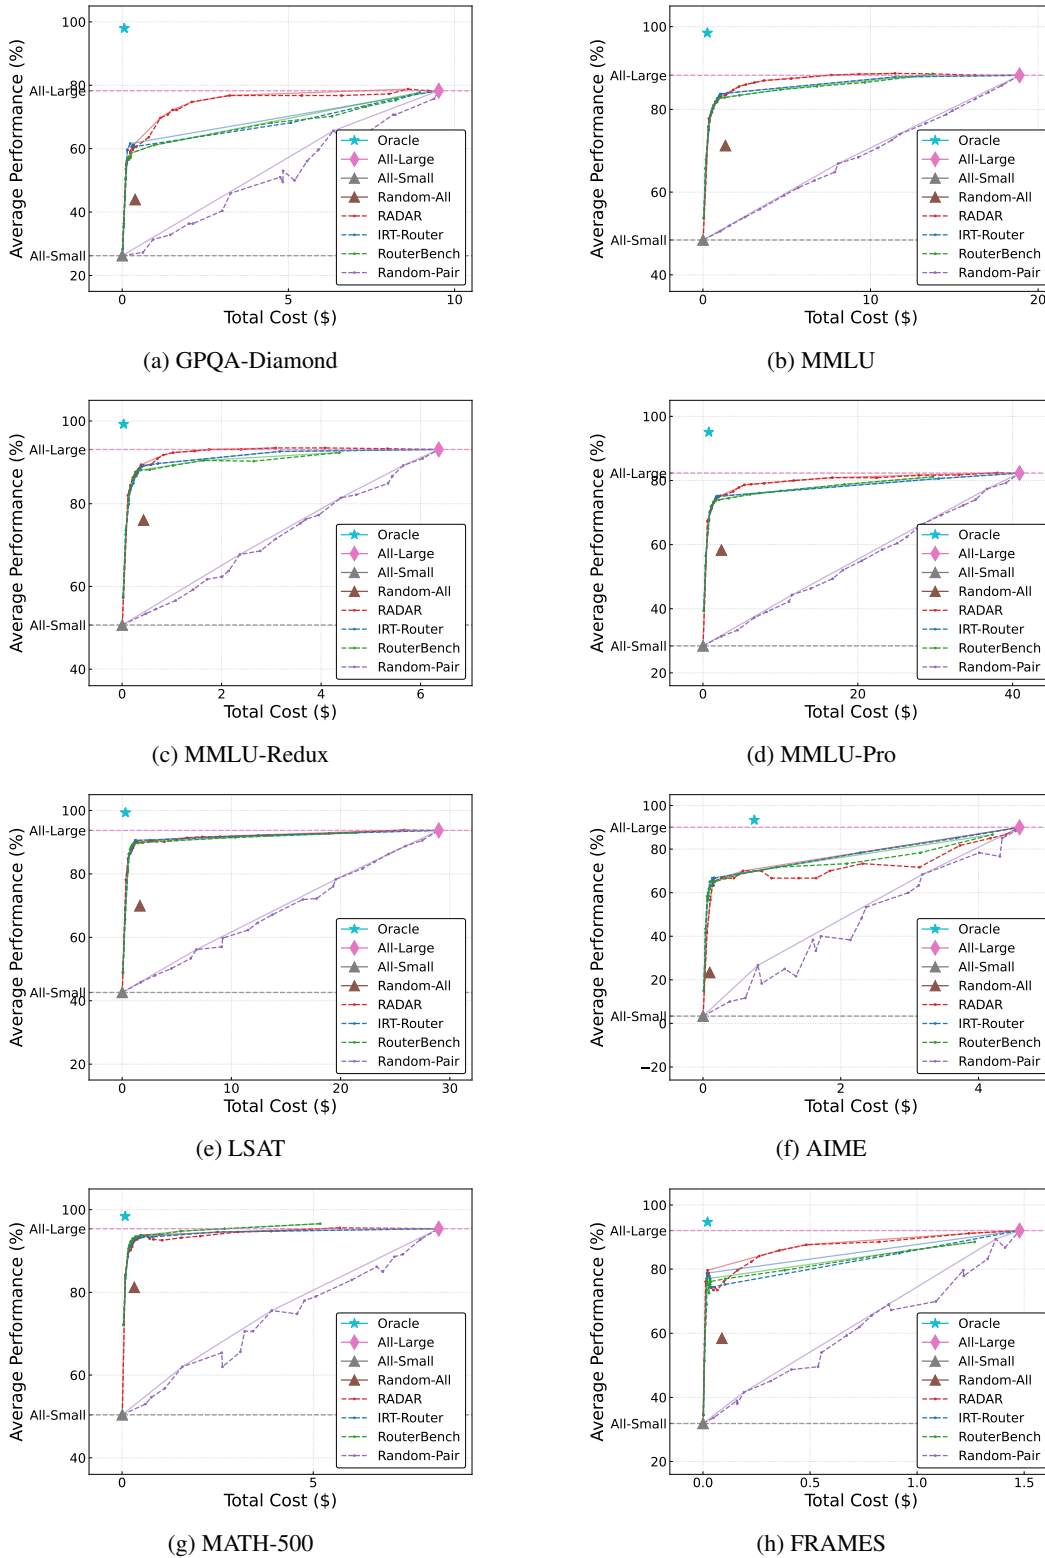 100
80
60
40
20
All-Large
All-Small
Average Performance (%)
0
5
10
Total Cost ($)
Oracle
All-Large
All-Small
Random-All
RADAR
IRT-Router
RouterBench
Random-Pair
(a) GPQA-Diamond
100
80
60
40
All-Large
All-Small
Average Performance (%)
0
10
20
Total Cost ($)
Oracle
All-Large
All-Small
Random-All
RADAR
IRT-Router
RouterBench
Random-Pair
(b) MMLU
100
80
60
40
All-Large
All-Small
Average Performance (%)
0
2
4
6
Total Cost ($)
Oracle
All-Large
All-Small
Random-All
RADAR
IRT-Router
RouterBench
Random-Pair
(c) MMLU-Redux
100
80
60
40
20
All-Large
All-Small
Average Performance (%)
0
20
40
Total Cost ($)
Oracle
All-Large
All-Small
Random-All
RADAR
IRT-Router
RouterBench
Random-Pair
(d) MMLU-Pro
100
80
60
40
20
All-Large
All-Small
Average Performance (%)
0
10
20
30
Total Cost ($)
Oracle
All-Large
All-Small
Random-All
RADAR
IRT-Router
RouterBench
Random-Pair
(e) LSAT
100
80
60
40
20
0
−20
All-Large
All-Small
Average Performance (%)
0
2
4
Total Cost ($)
Oracle
All-Large
All-Small
Random-All
RADAR
IRT-Router
RouterBench
Random-Pair
(f) AIME
100
80
60
40
All-Large
All-Small
Average Performance (%)
0
5
Total Cost ($)
Oracle
All-Large
All-Small
Random-All
RADAR
IRT-Router
RouterBench
Random-Pair
(g) MATH-500
100
80
60
40
20
All-Large
All-Small
Average Performance (%)
0.0
0.5
1.0
1.5
Total Cost ($)
Oracle
All-Large
All-Small
Random-All
RADAR
IRT-Router
RouterBench
Random-Pair
(h) FRAMES